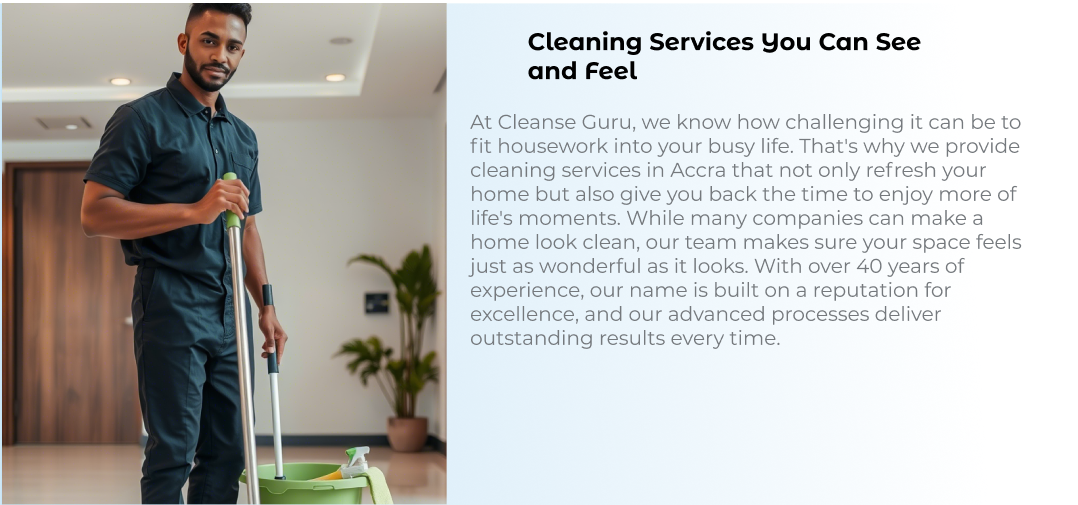 Cleaning Services You Can See
and Feel
At Cleanse Guru, we know how challenging it can be to
fit housework into your busy life. That's why we provide
cleaning services in Accra that not only refresh your
home but also give you back the time to enjoy more of
life's moments. While many companies can make a
home look clean, our team makes sure your space feels
just as wonderful as it looks. With over 40 years of
experience, our name is built on a reputation for
excellence, and our advanced processes deliver
outstanding results every time.